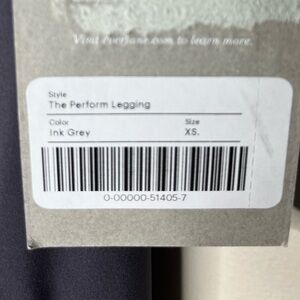 Visit everlane.com to learn more.
Style
The Perform Legging
Color Size
Ink Grey XS.
0-00000-51405-7